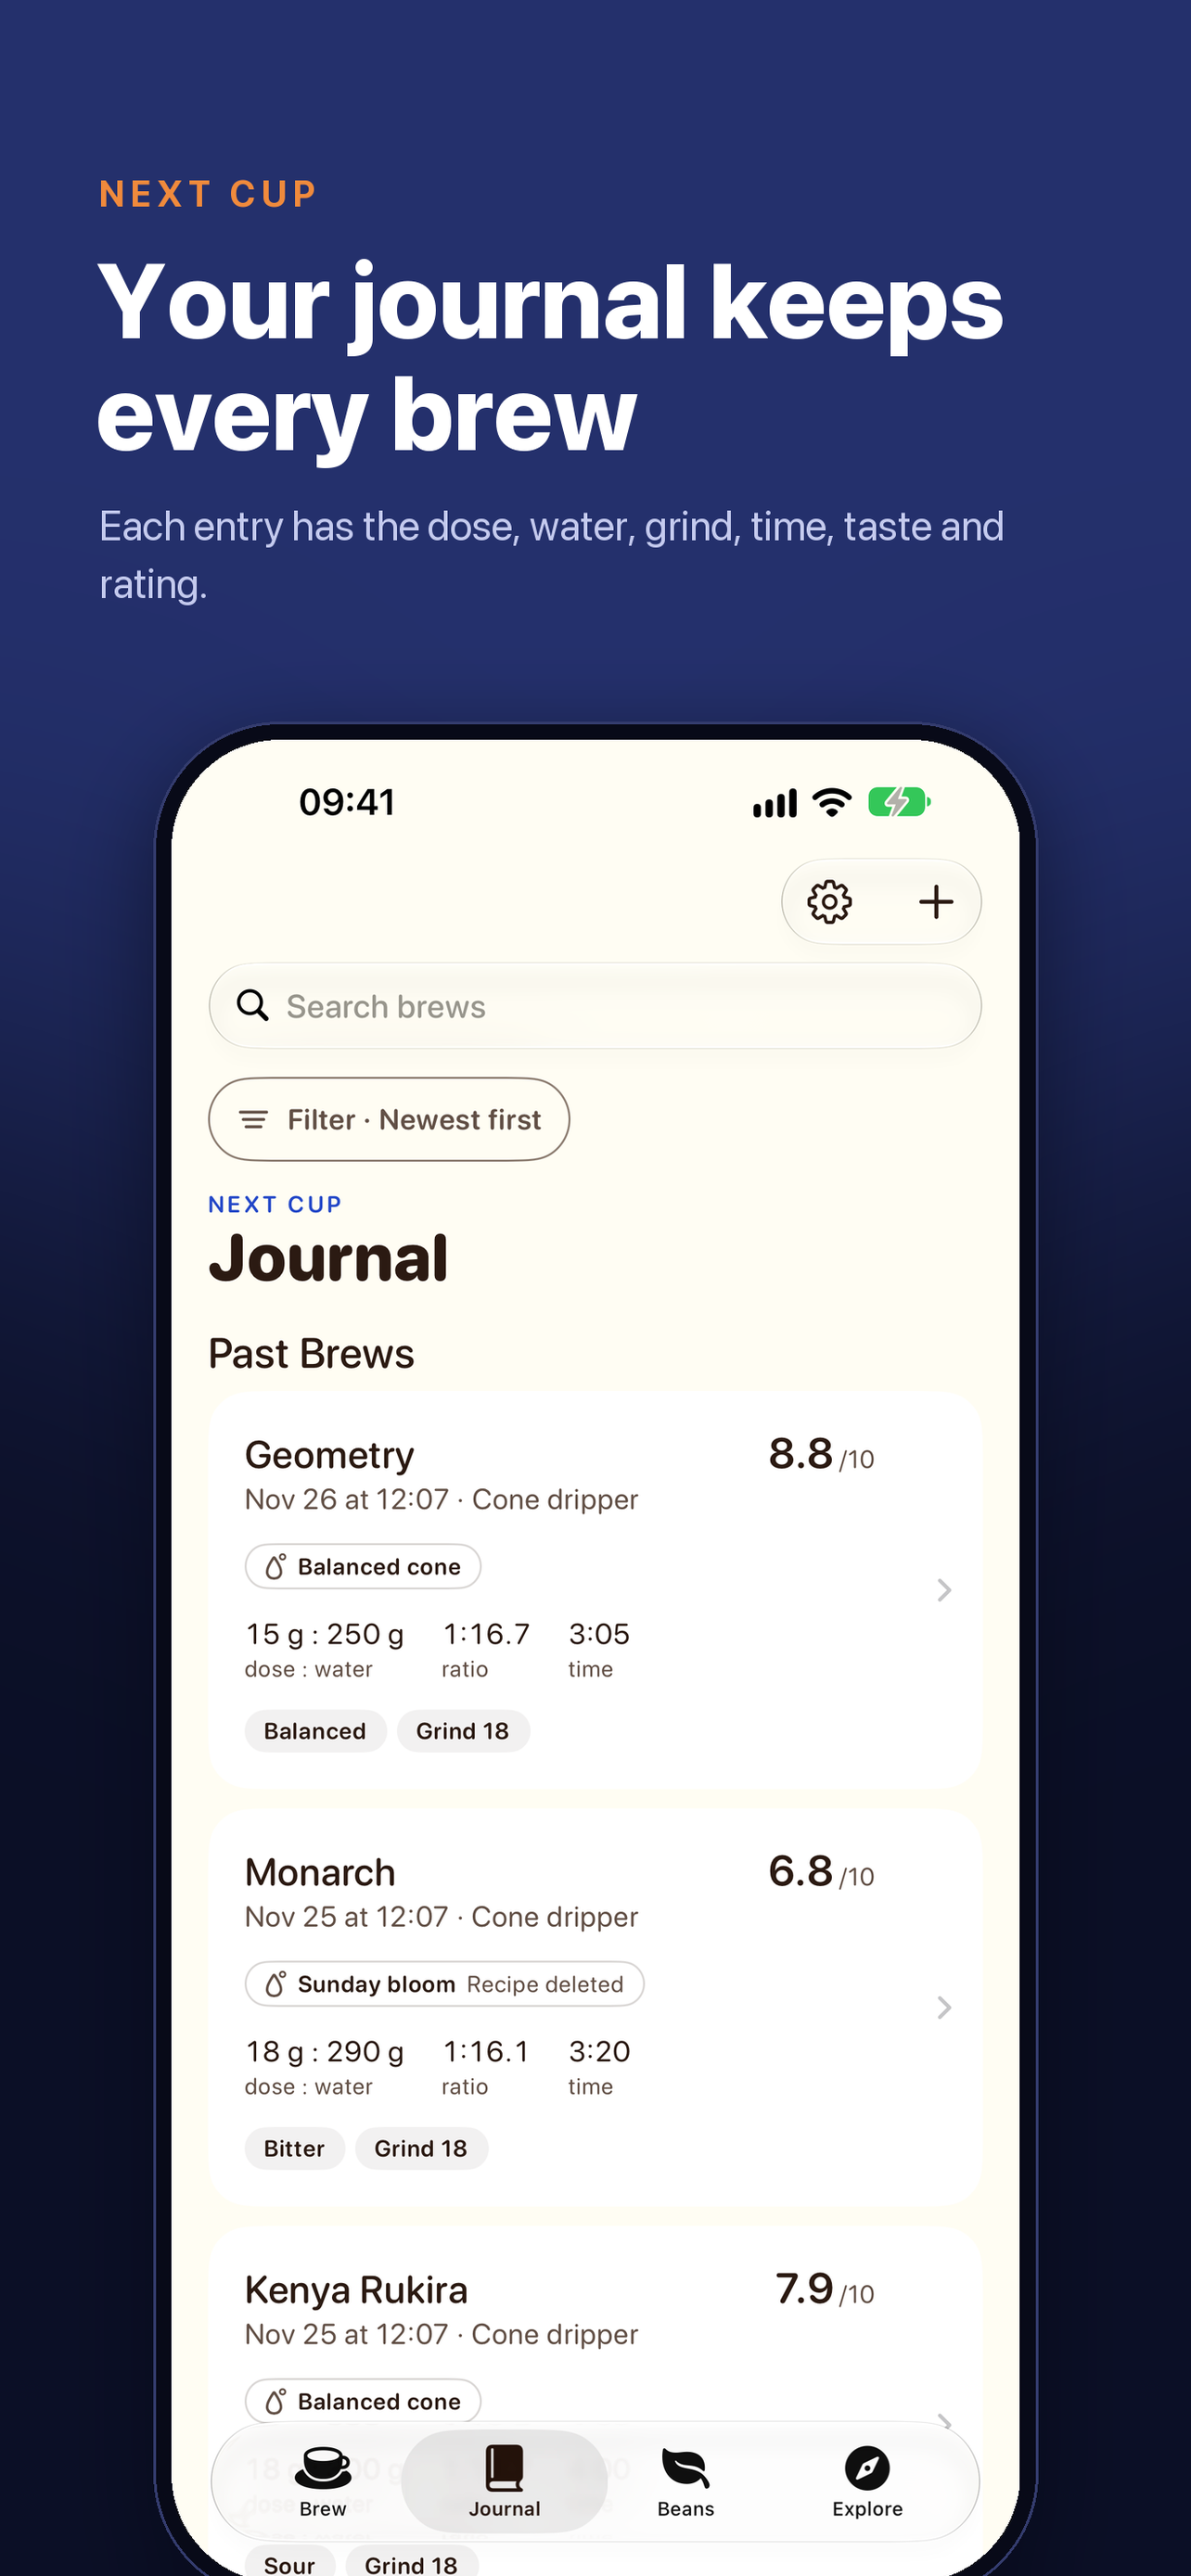 NEXT CUP
Your journal keeps
every brew
Each entry has the dose, water, grind, time, taste and
rating.
09:41
Search brews
Filter · Newest first
NEXT CUP
Journal
Past Brews
Geometry 8.8 /10
Nov 26 at 12:07 · Cone dripper
Balanced cone
15 g : 250 g 1:16.7 3:05
dose : water ratio time
Balanced Grind 18
Monarch 6.8 /10
Nov 25 at 12:07 · Cone dripper
Sunday bloom Recipe deleted
18 g : 290 g 1:16.1 3:20
dose : water ratio time
Bitter Grind 18
Kenya Rukira 7.9 /10
Nov 25 at 12:07 · Cone dripper
Balanced cone
Brew Journal Beans Explore
Sour Grind 18